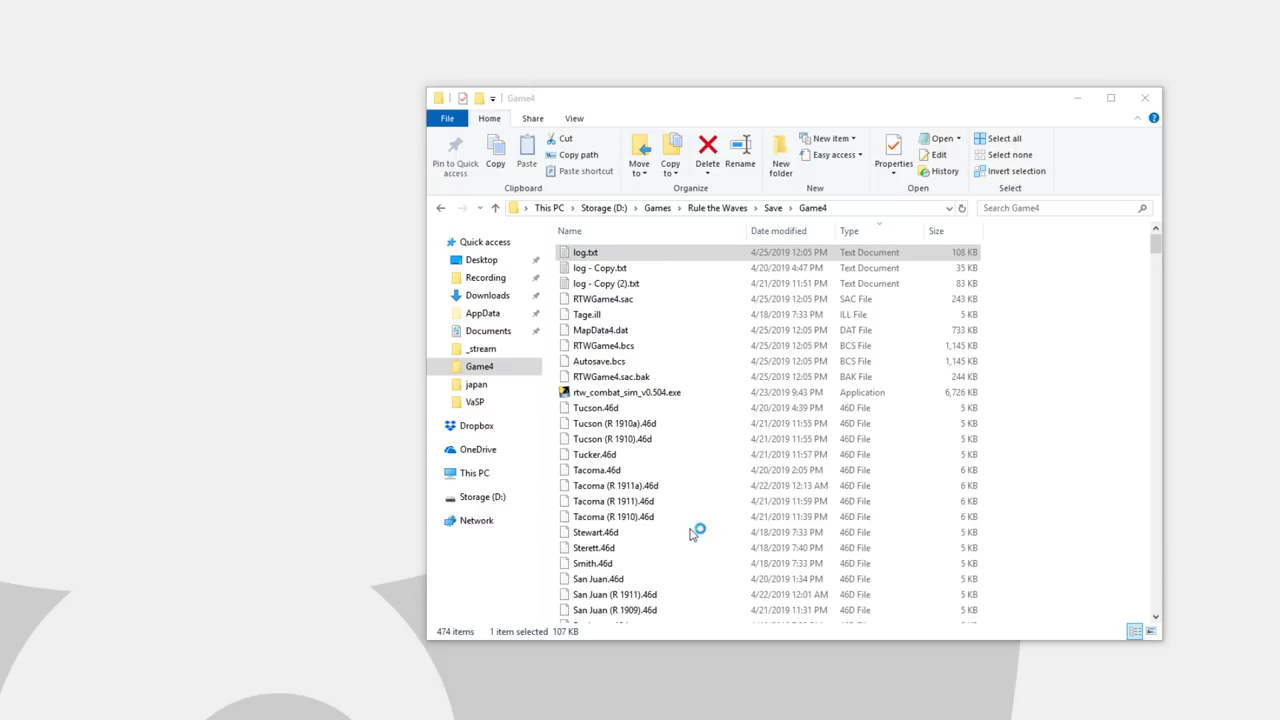 Game4
File Home Share View
Pin to Quick access
Copy
Paste
Cut
Copy path
Paste shortcut
Move to
Copy to
Delete
Rename
New folder
New item
Easy access
Properties
Open
Edit
History
Select all
Select none
Invert selection
Clipboard Organize New Open Select
This PC > Storage (D:) > Games > Rule the Waves > Save > Game4
Search Game4
Name Date modified Type Size
Quick access
Desktop
Recording
Downloads
AppData
Documents
_stream
Game4
japan
VaSP
Dropbox
OneDrive
This PC
Storage (D:)
Network
log.txt 4/25/2019 12:05 PM Text Document 108 KB
log - Copy.txt 4/20/2019 4:47 PM Text Document 35 KB
log - Copy (2).txt 4/21/2019 11:51 PM Text Document 83 KB
RTWGame4.sac 4/25/2019 12:05 PM SAC File 243 KB
Tage.ill 4/18/2019 7:33 PM ILL File 5 KB
MapData4.dat 4/25/2019 12:05 PM DAT File 733 KB
RTWGame4.bcs 4/25/2019 12:05 PM BCS File 1,145 KB
Autosave.bcs 4/25/2019 12:05 PM BCS File 1,145 KB
RTWGame4.sac.bak 4/25/2019 12:05 PM BAK File 244 KB
rtw_combat_sim_v0.504.exe 4/23/2019 9:43 PM Application 6,726 KB
Tucson.46d 4/20/2019 4:39 PM 46D File 5 KB
Tucson (R 1910a).46d 4/21/2019 11:55 PM 46D File 5 KB
Tucson (R 1910).46d 4/21/2019 11:55 PM 46D File 5 KB
Tucker.46d 4/21/2019 11:57 PM 46D File 5 KB
Tacoma.46d 4/20/2019 2:05 PM 46D File 6 KB
Tacoma (R 1911a).46d 4/22/2019 12:13 AM 46D File 6 KB
Tacoma (R 1911).46d 4/21/2019 11:59 PM 46D File 6 KB
Tacoma (R 1910).46d 4/21/2019 11:39 PM 46D File 6 KB
Stewart.46d 4/18/2019 7:33 PM 46D File 5 KB
Sterett.46d 4/18/2019 7:40 PM 46D File 5 KB
Smith.46d 4/18/2019 7:33 PM 46D File 5 KB
San Juan.46d 4/20/2019 1:34 PM 46D File 5 KB
San Juan (R 1911).46d 4/22/2019 12:01 AM 46D File 5 KB
San Juan (R 1909).46d 4/21/2019 11:31 PM 46D File 5 KB
474 items 1 item selected 107 KB